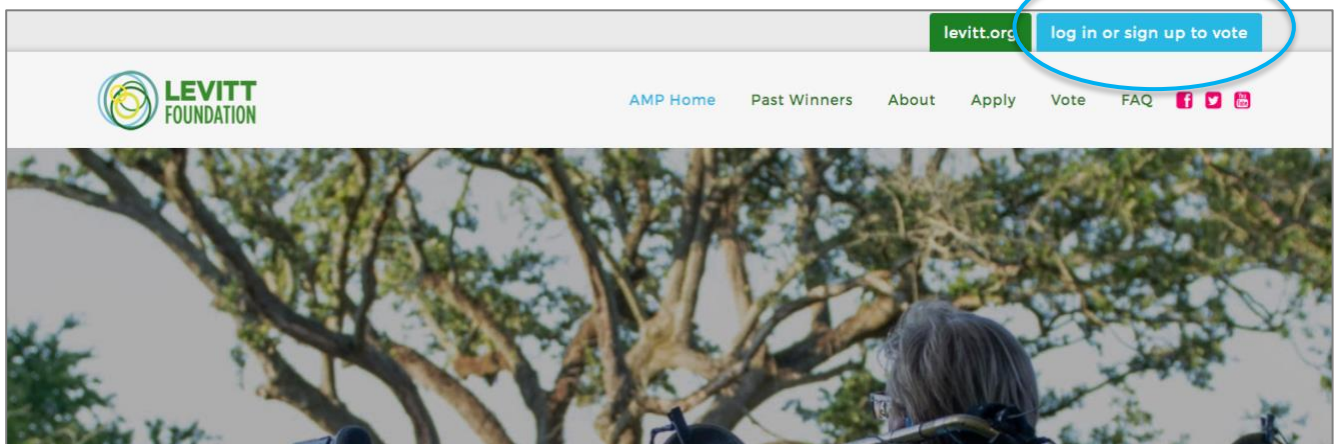 levitt.org log in or sign up to vote
LEVITT
FOUNDATION
AMP Home Past Winners About Apply Vote FAQ